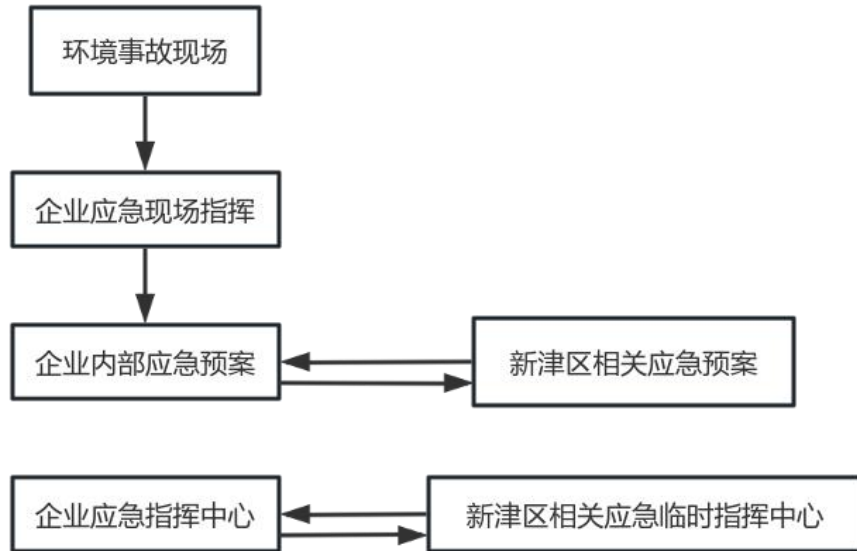 环境事故现场
企业应急现场指挥
企业内部应急预案
新津区相关应急预案
企业应急指挥中心
新津区相关应急临时指挥中心